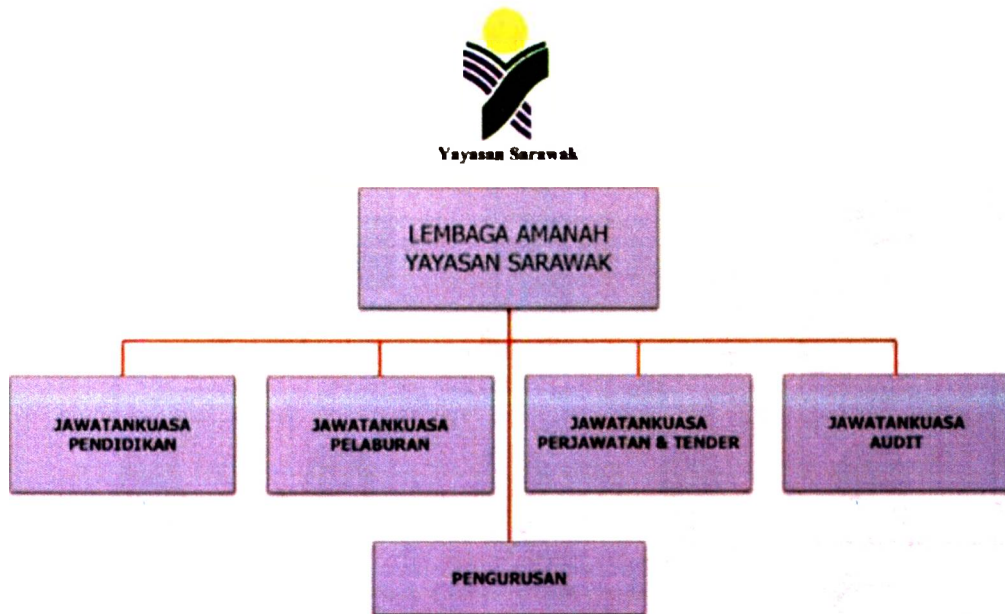 Yayasan Sarawak
LEMBAGA AMANAH
YAYASAN SARAWAK
JAWATANKUASA
PENDIDIKAN
JAWATANKUASA
PELABURAN
JAWATANKUASA
PERJAWATAN & TENDER
JAWATANKUASA
AUDIT
PENGURUSAN